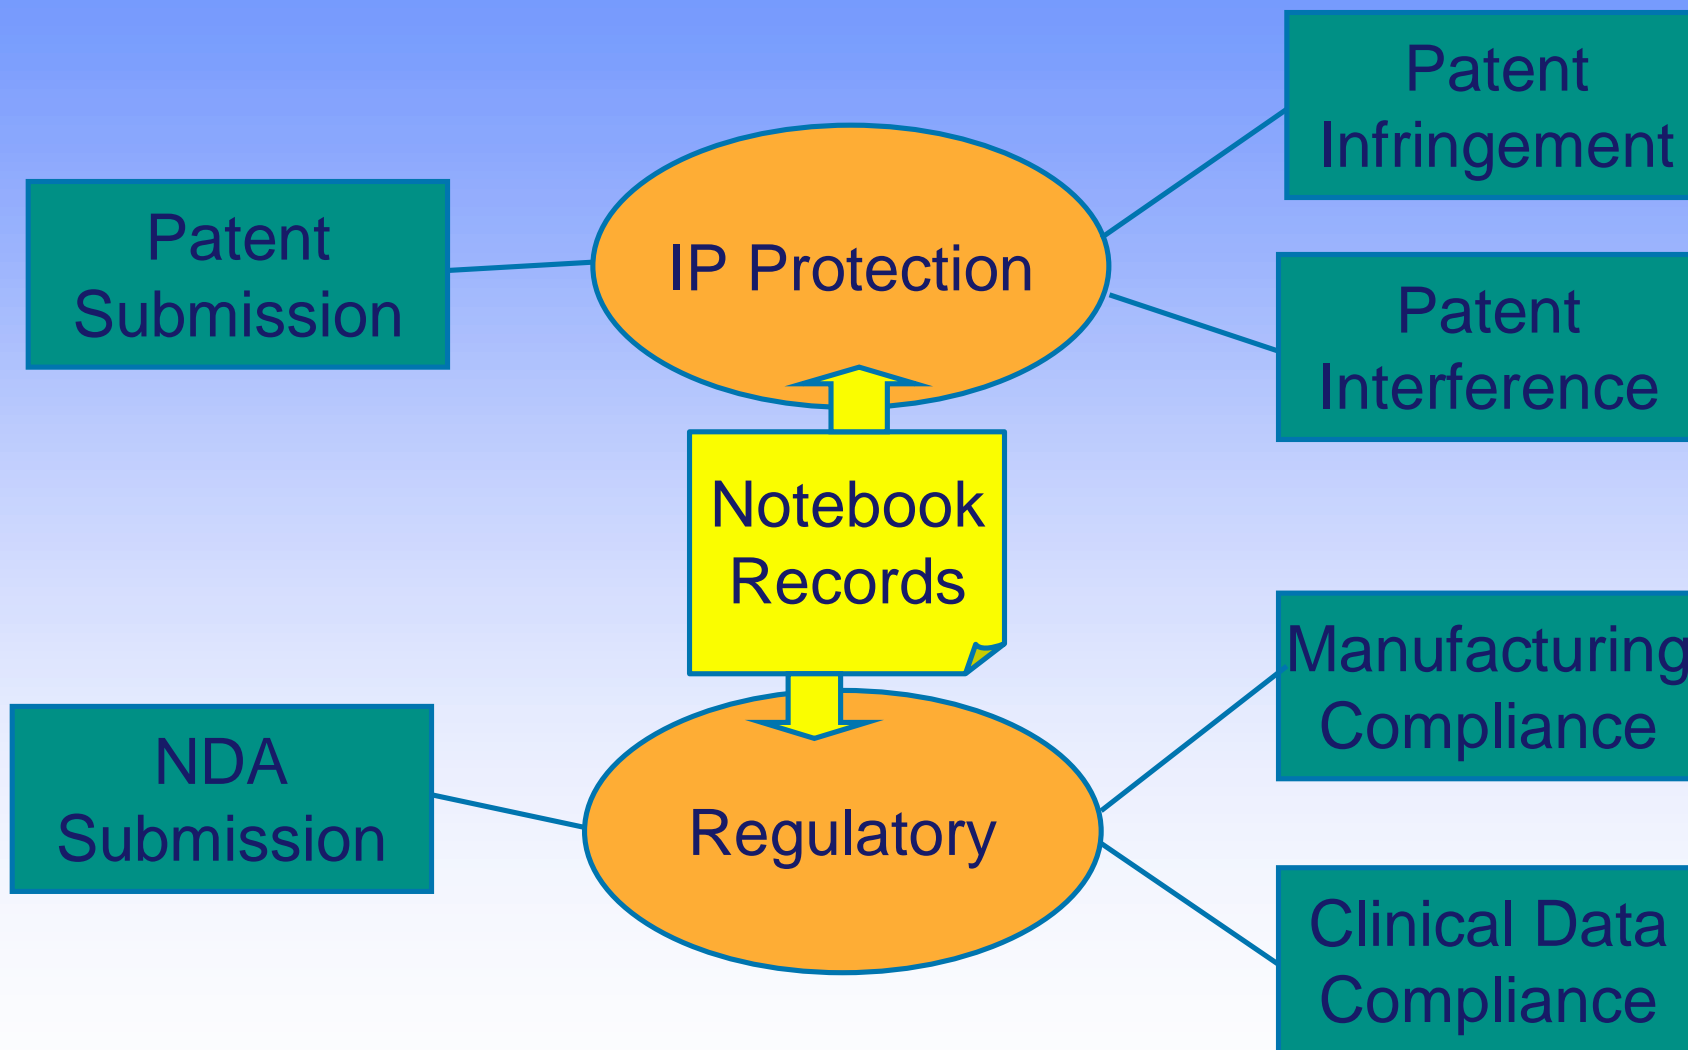 Patent
Infringement
Patent
Submission
IP Protection
Patent
Interference
Notebook
Records
Manufacturing
Compliance
NDA
Submission
Regulatory
Clinical Data
Compliance